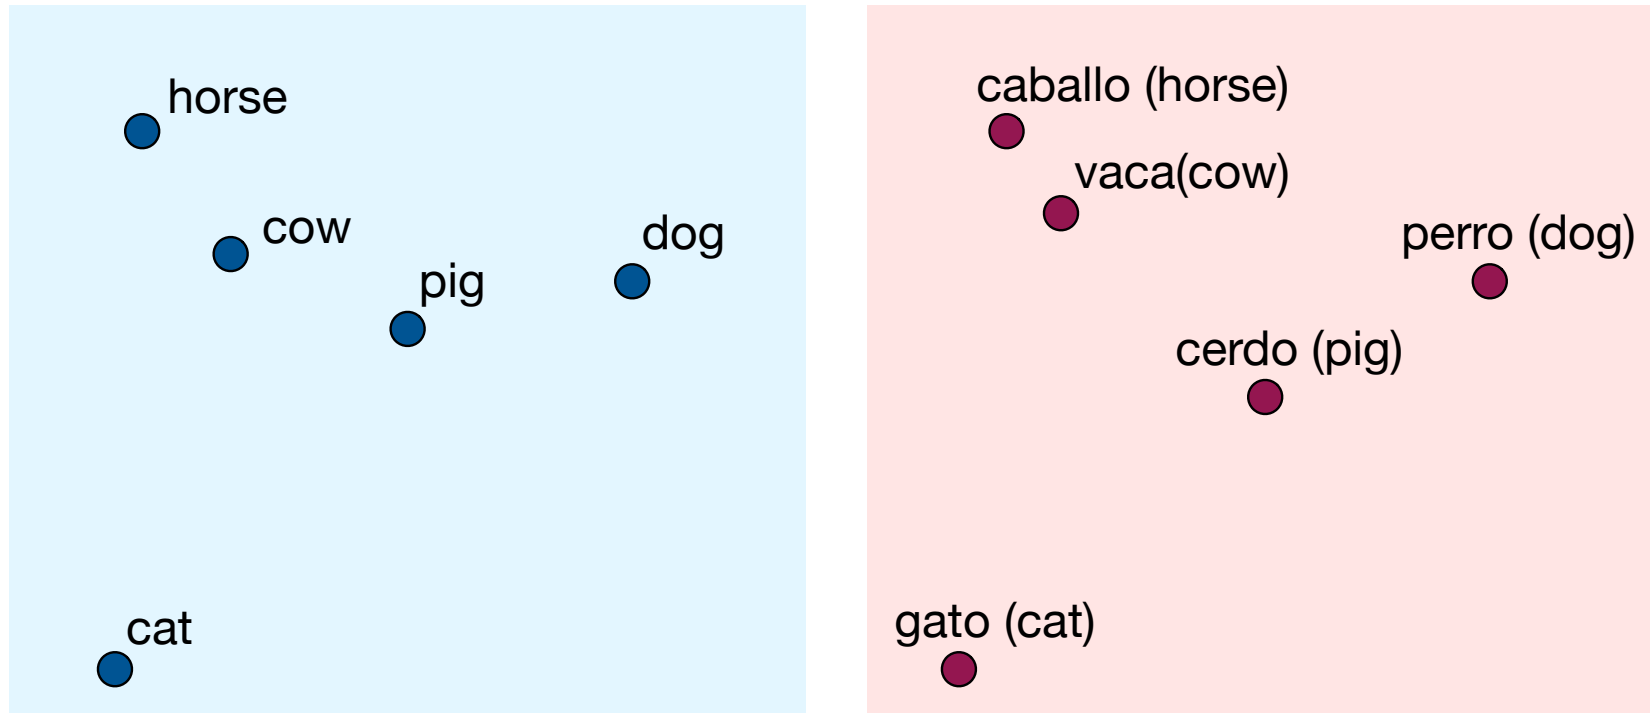 horse
cow
pig
dog
cat
caballo (horse)
vaca(cow)
perro (dog)
cerdo (pig)
gato (cat)